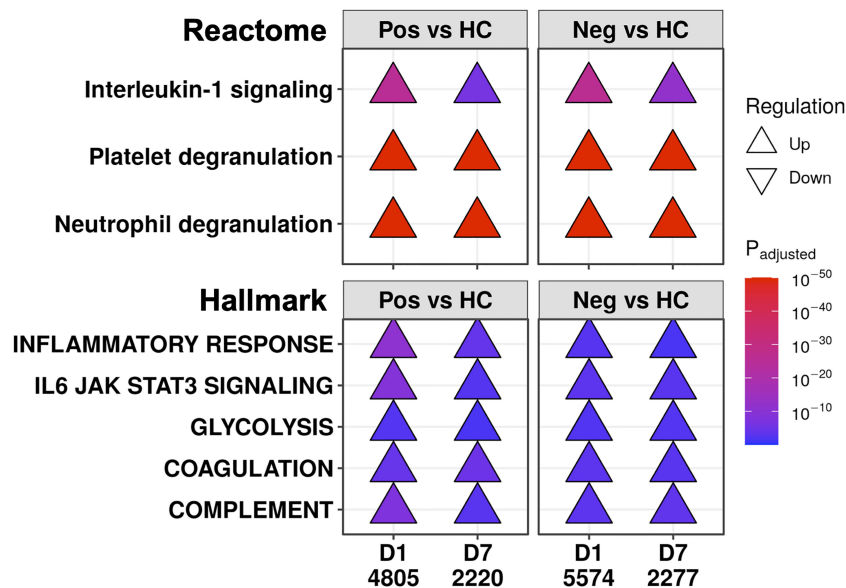 Reactome
Pos vs HC
Neg vs HC
Interleukin-1 signaling
Platelet degranulation
Neutrophil degranulation
Hallmark
Pos vs HC
Neg vs HC
INFLAMMATORY RESPONSE
IL6 JAK STAT3 SIGNALING
GLYCOLYSIS
COAGULATION
COMPLEMENT
D1 D7 D1 D7
4805 2220 5574 2277
Regulation
Up
Down
P_adjusted
10^-50
10^-40
10^-30
10^-20
10^-10